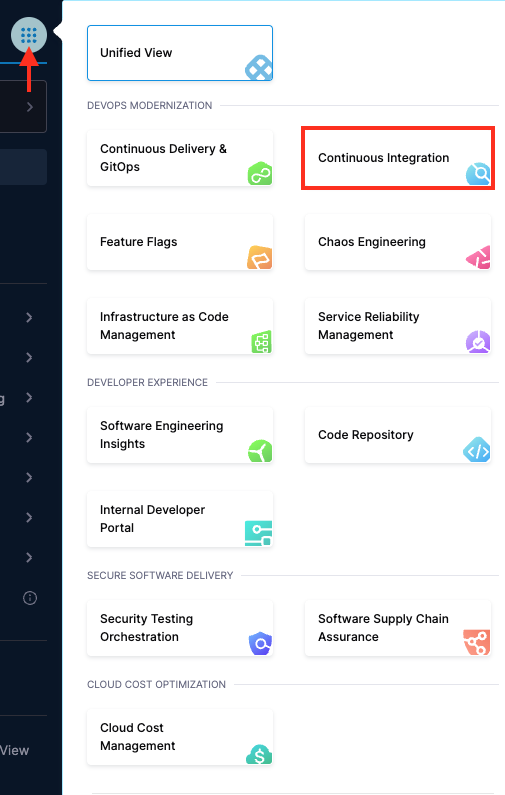 Unified View
DEVOPS MODERNIZATION
Continuous Delivery &
GitOps
Continuous Integration
Feature Flags
Chaos Engineering
Infrastructure as Code
Management
Service Reliability
Management
DEVELOPER EXPERIENCE
g
Software Engineering
Insights
Code Repository
Internal Developer
Portal
SECURE SOFTWARE DELIVERY
Security Testing
Orchestration
Software Supply Chain
Assurance
CLOUD COST OPTIMIZATION
Cloud Cost
Management
View